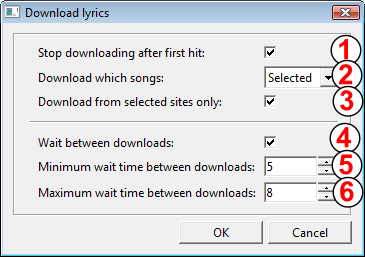 Download lyrics
Stop downloading after first hit: 1
Download which songs: Selected 2
Download from selected sites only: 3
Wait between downloads: 4
Minimum wait time between downloads: 5 5
Maximum wait time between downloads: 8 6
OK Cancel